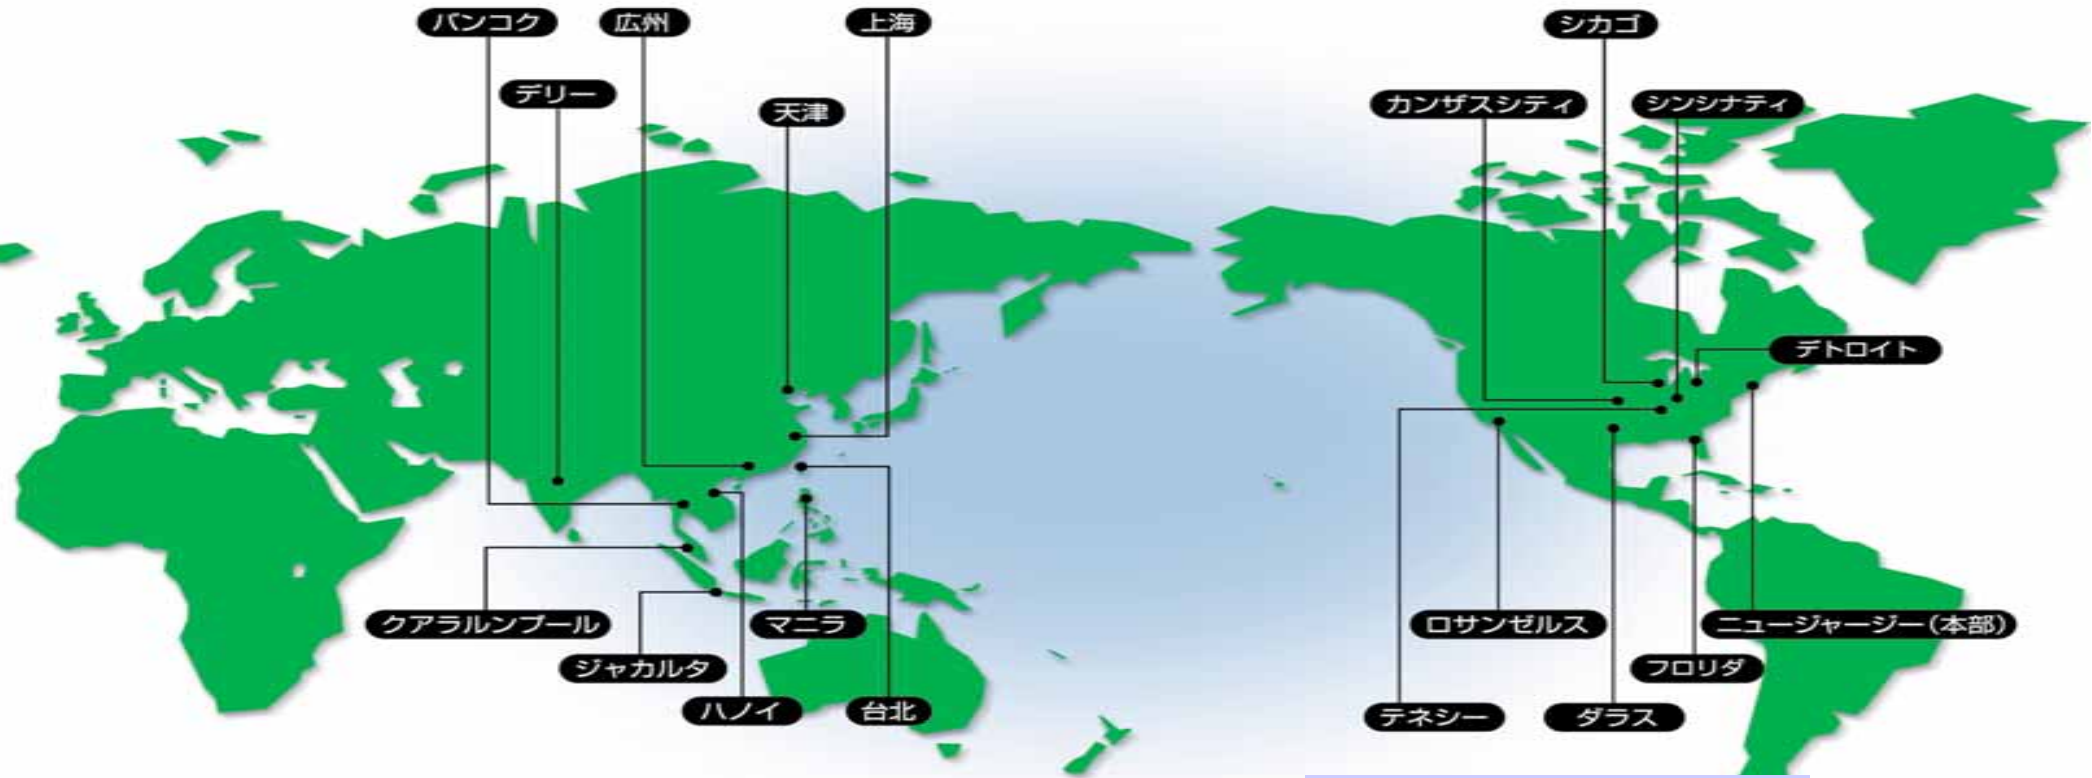 バンコク
広州
上海
シカゴ
デリー
天津
カンザスシティ
シンシナティ
デトロイト
クアラルンプール
マニラ
ロサンゼルス
ニュージャージー(本部)
ジャカルタ
フロリダ
ハノイ
台北
テネシー
ダラス